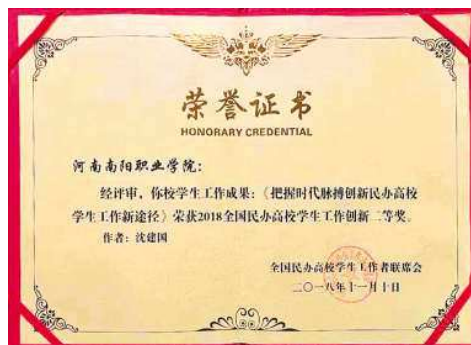 荣誉证书
HONORARY CREDENTIAL
河南南阳职业学院：
经评审，你校学生工作成果：《把握时代脉搏创新民办高校
学生工作新途径》荣获2018全国民办高校学生工作创新二等奖。
作者：沈建国
全国民办高校学生工作者联席会
二〇一八年十一月十日